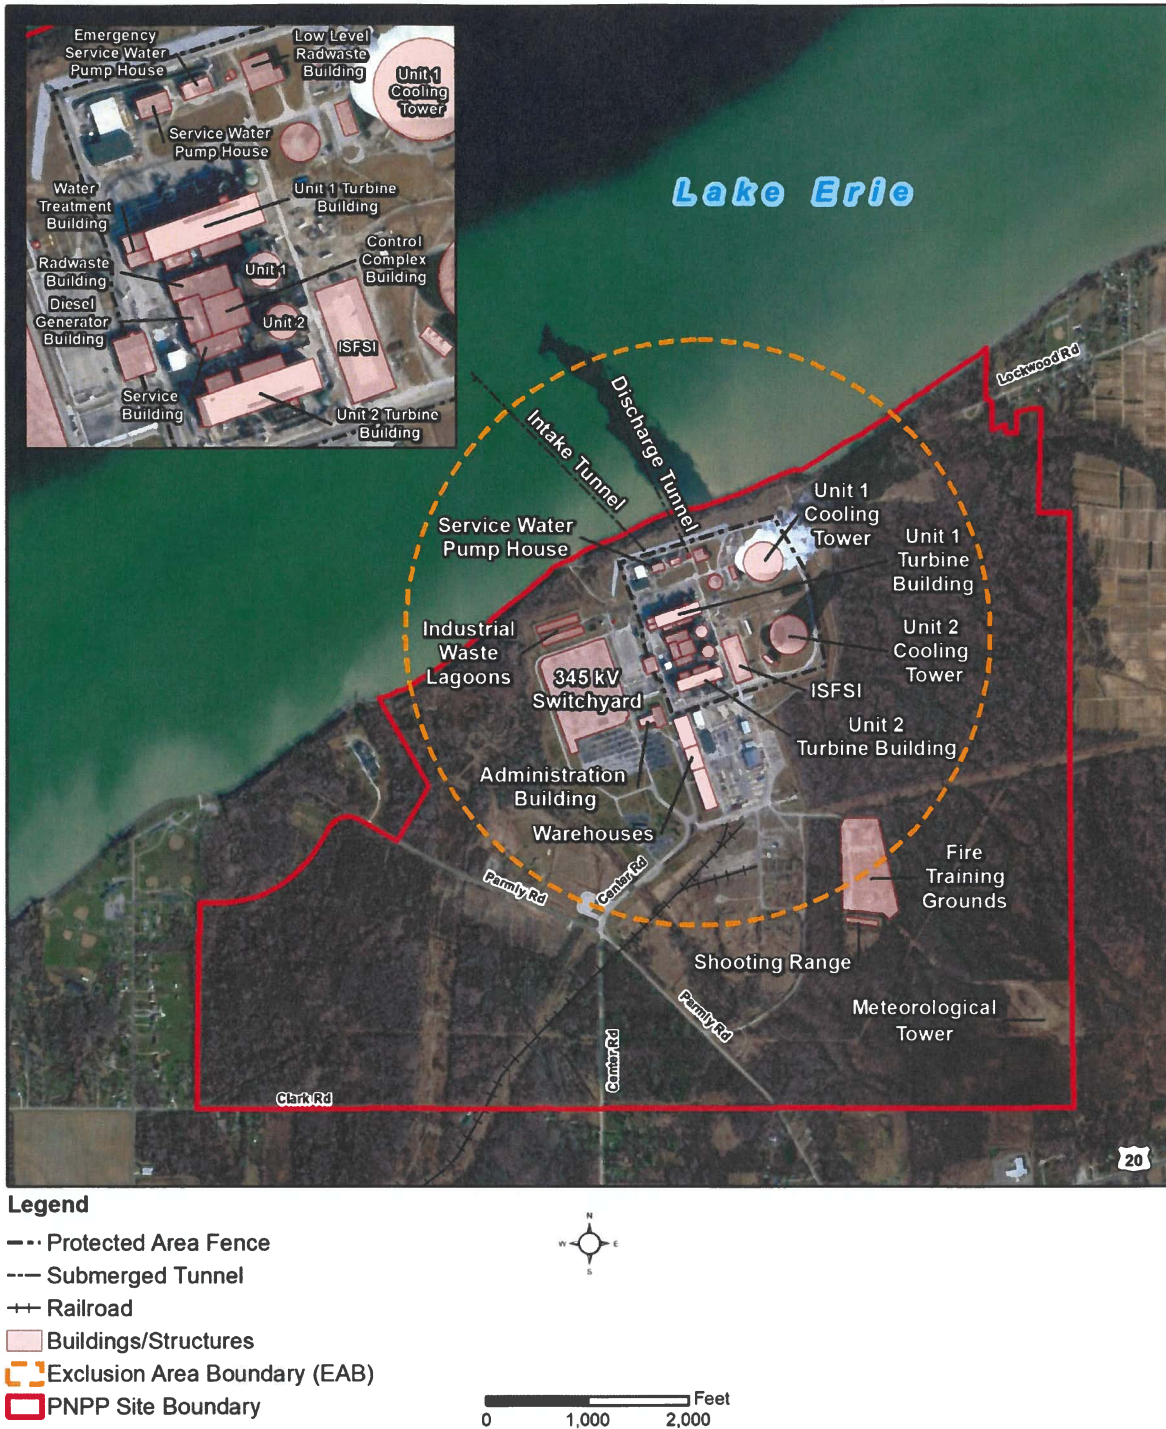 Emergency
Service Water
Pump House
Low Level
Radwaste
Building
Unit 1
Cooling
Tower
Service Water
Pump House
Water
Treatment
Building
Unit 1 Turbine
Building
Radwaste
Building
Control
Complex
Building
Unit 1
Diesel
Generator
Building
Unit 2
ISFSI
Service
Building
Unit 2 Turbine
Building
Lake Erie
Lockwood Rd
Discharge Tunnel
Intake Tunnel
Service Water
Pump House
Unit 1
Cooling
Tower
Unit 1
Turbine
Building
Industrial
Waste
Lagoons
345 kV
Switchyard
Unit 2
Cooling
Tower
ISFSI
Unit 2
Turbine Building
Administration
Building
Warehouses
Fire
Training
Grounds
Parmly Rd
Center Rd
Shooting Range
Parmly Rd
Meteorological
Tower
Center Rd
Clark Rd
20
Legend
Protected Area Fence
Submerged Tunnel
Railroad
Buildings/Structures
Exclusion Area Boundary (EAB)
PNPP Site Boundary
N
W E
S
Feet
0 1,000 2,000